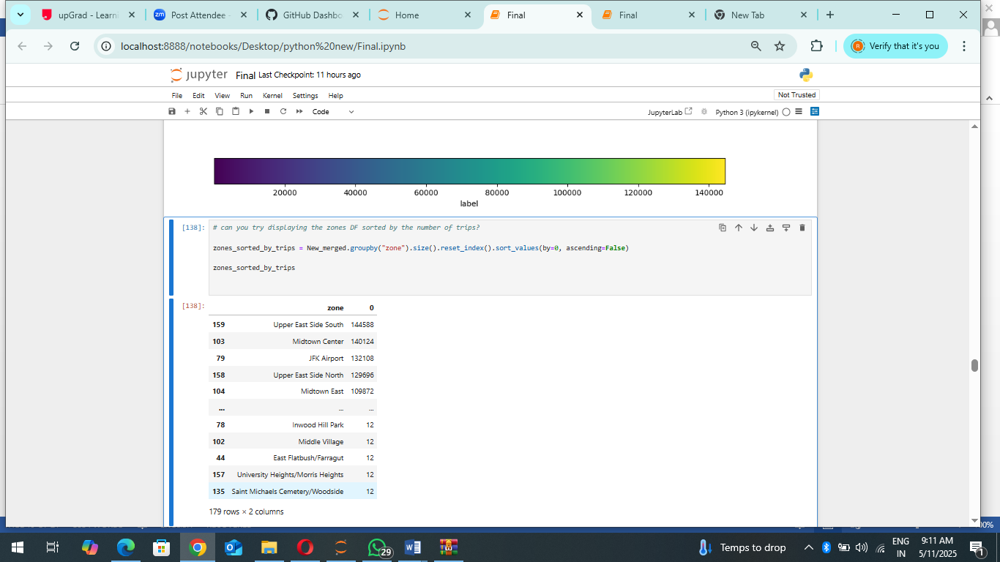 upGrad - Learni
Post Attendee -
GitHub Dashbo
Home
Final
Final
New Tab
localhost:8888/notebooks/Desktop/python%20new/Final.ipynb
Verify that it's you
jupyter Final Last Checkpoint: 11 hours ago
File Edit View Run Kernel Settings Help
Not Trusted
Code
JupyterLab
Python 3 (ipykernel)
20000 40000 60000 80000 100000 120000 140000
label
[138]: # can you try displaying the zones DF sorted by the number of trips?
zones_sorted_by_trips = New_merged.groupby("zone").size().reset_index().sort_values(by=0, ascending=False)
zones_sorted_by_trips
[138]:
zone 0
159 Upper East Side South 144588
103 Midtown Center 140124
79 JFK Airport 132108
158 Upper East Side North 129696
104 Midtown East 109872
... ... ...
78 Inwood Hill Park 12
102 Middle Village 12
44 East Flatbush/Farragut 12
157 University Heights/Morris Heights 12
135 Saint Michaels Cemetery/Woodside 12
179 rows × 2 columns
00%
29
Temps to drop
ENG
IN
9:11 AM
5/11/2025
1